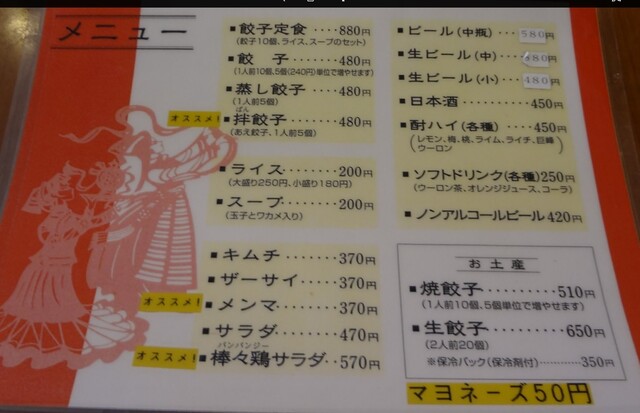 メニュー
■餃子定食‥‥880円
(餃子10個、ライス、スープのセット)
■餃 子‥‥‥480円
(1人前10個、5個(240円)単位で増やせます)
■蒸し餃子‥‥480円
(1人前5個)
オススメ!
ばん
■拌餃子‥‥‥480円
(あえ餃子、1人前5個)
■ライス‥‥‥200円
(大盛り250円、小盛り180円)
■スープ‥‥‥200円
(玉子とワカメ入り)
■キムチ‥‥‥370円
■ザーサイ‥‥370円
オススメ!
■メンマ‥‥‥370円
■サラダ‥‥‥470円
オススメ!
バンバンジー
■棒々鶏サラダ‥570円
■ビール(中瓶)‥580円
■生ビール(中)‥680円
■生ビール(小)‥480円
■日本酒‥‥‥450円
■酎ハイ(各種)‥450円
(レモン、梅、桃、ライム、ライチ、巨峰
ウーロン)
■ソフトドリンク(各種)250円
(ウーロン茶、オレンジジュース、コーラ)
■ノンアルコールビール420円
お土産
■焼餃子‥‥‥510円
(1人前10個、5個単位で増やせます)
■生餃子‥‥‥650円
(2人前20個)
※保冷パック(保冷剤付)‥‥‥350円
マヨネーズ50円